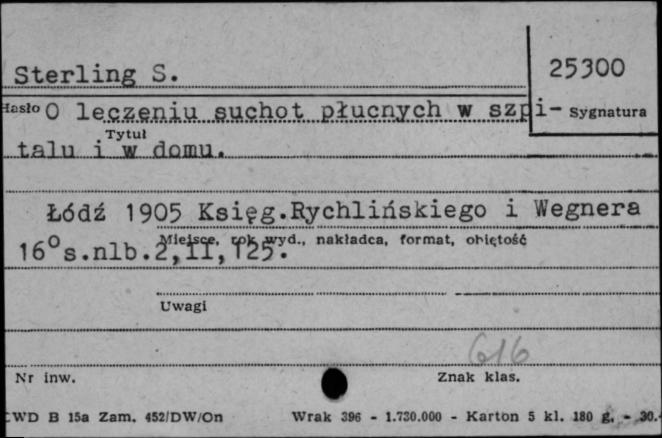 Sterling S.
25300
Hasło O leczeniu suchot płucnych w szpi- Sygnatura
Tytuł
talu i w domu.
Łódź 1905 Księg.Rychlińskiego i Wegnera
Miejsce, rok wyd., nakładca, format, objętość
16° s.nlb.2,II,125.
Uwagi
616
Nr inw. Znak klas.
CWD B 15a Zam. 452/DW/On Wrak 396 - 1.730.000 - Karton 5 kl. 180 g. - 30.